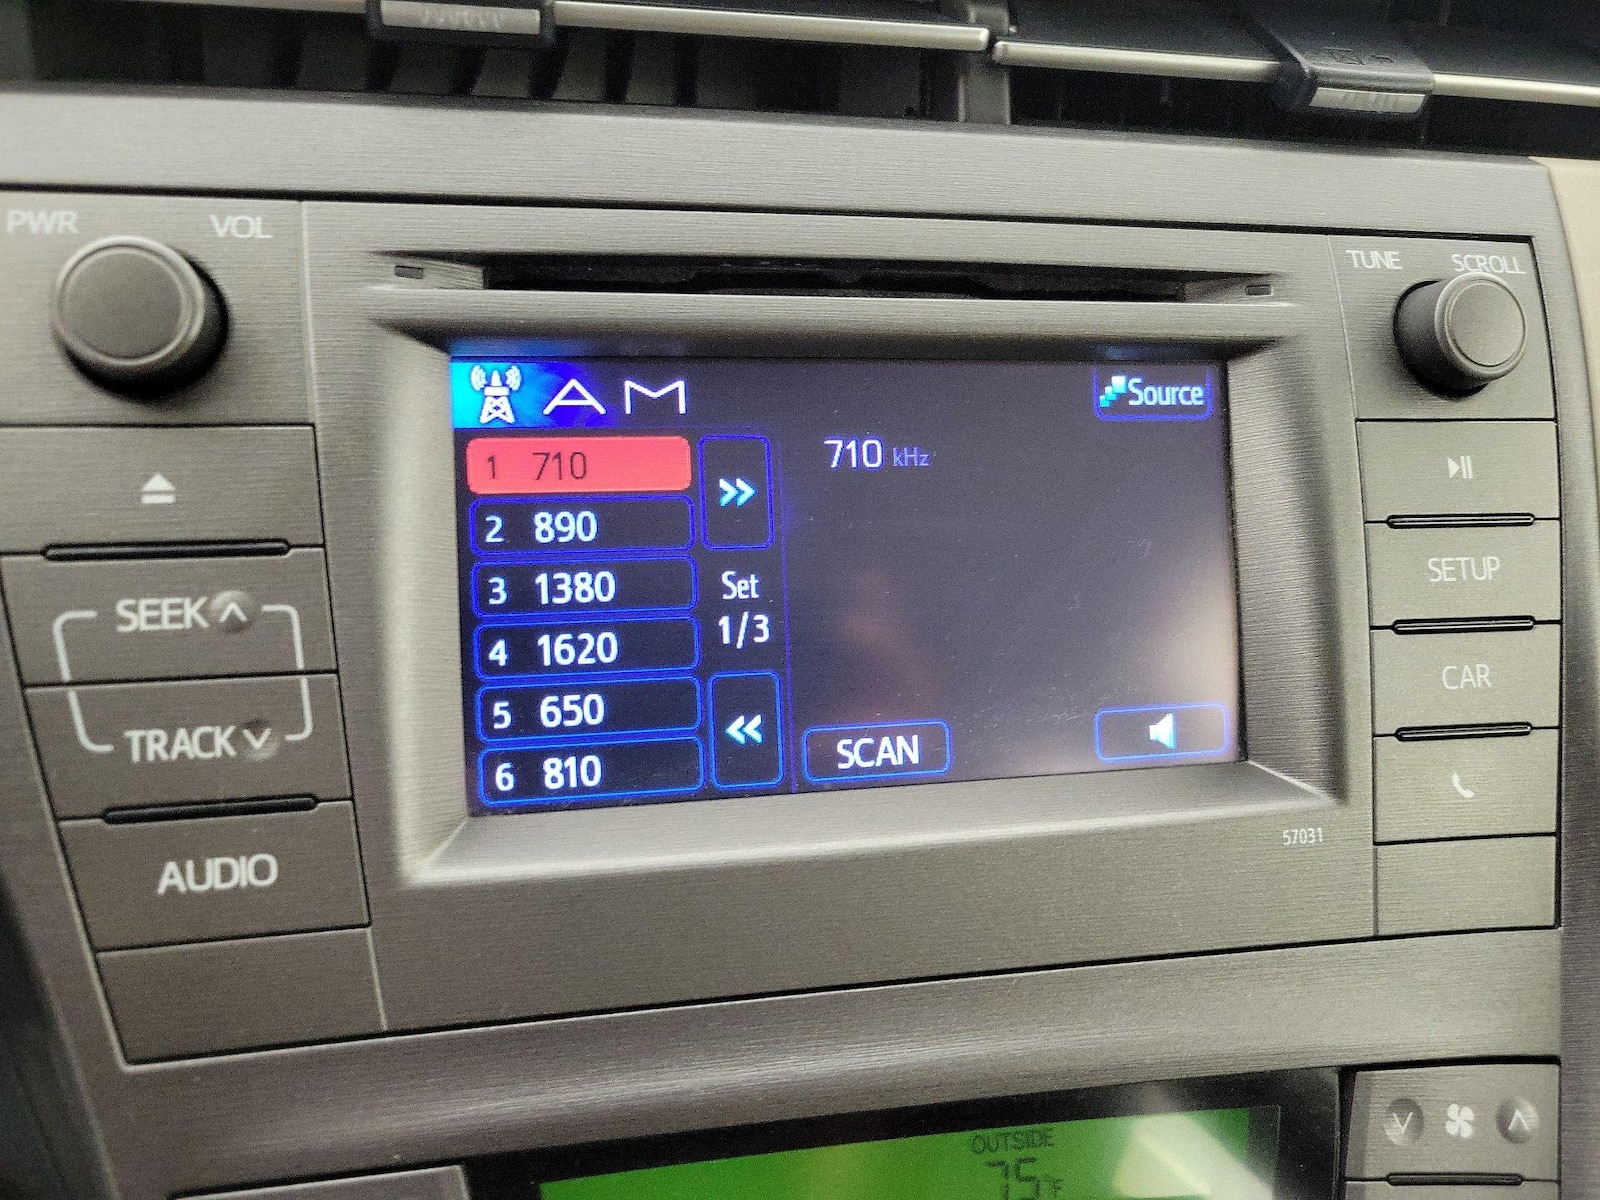 PWR VOL
TUNE SCROLL
AM
Source
1 710
710 kHz
2 890
3 1380
4 1620
5 650
6 810
Set
1/3
SCAN
SEEK
TRACK
AUDIO
SETUP
CAR
57031
OUTSIDE
75°F